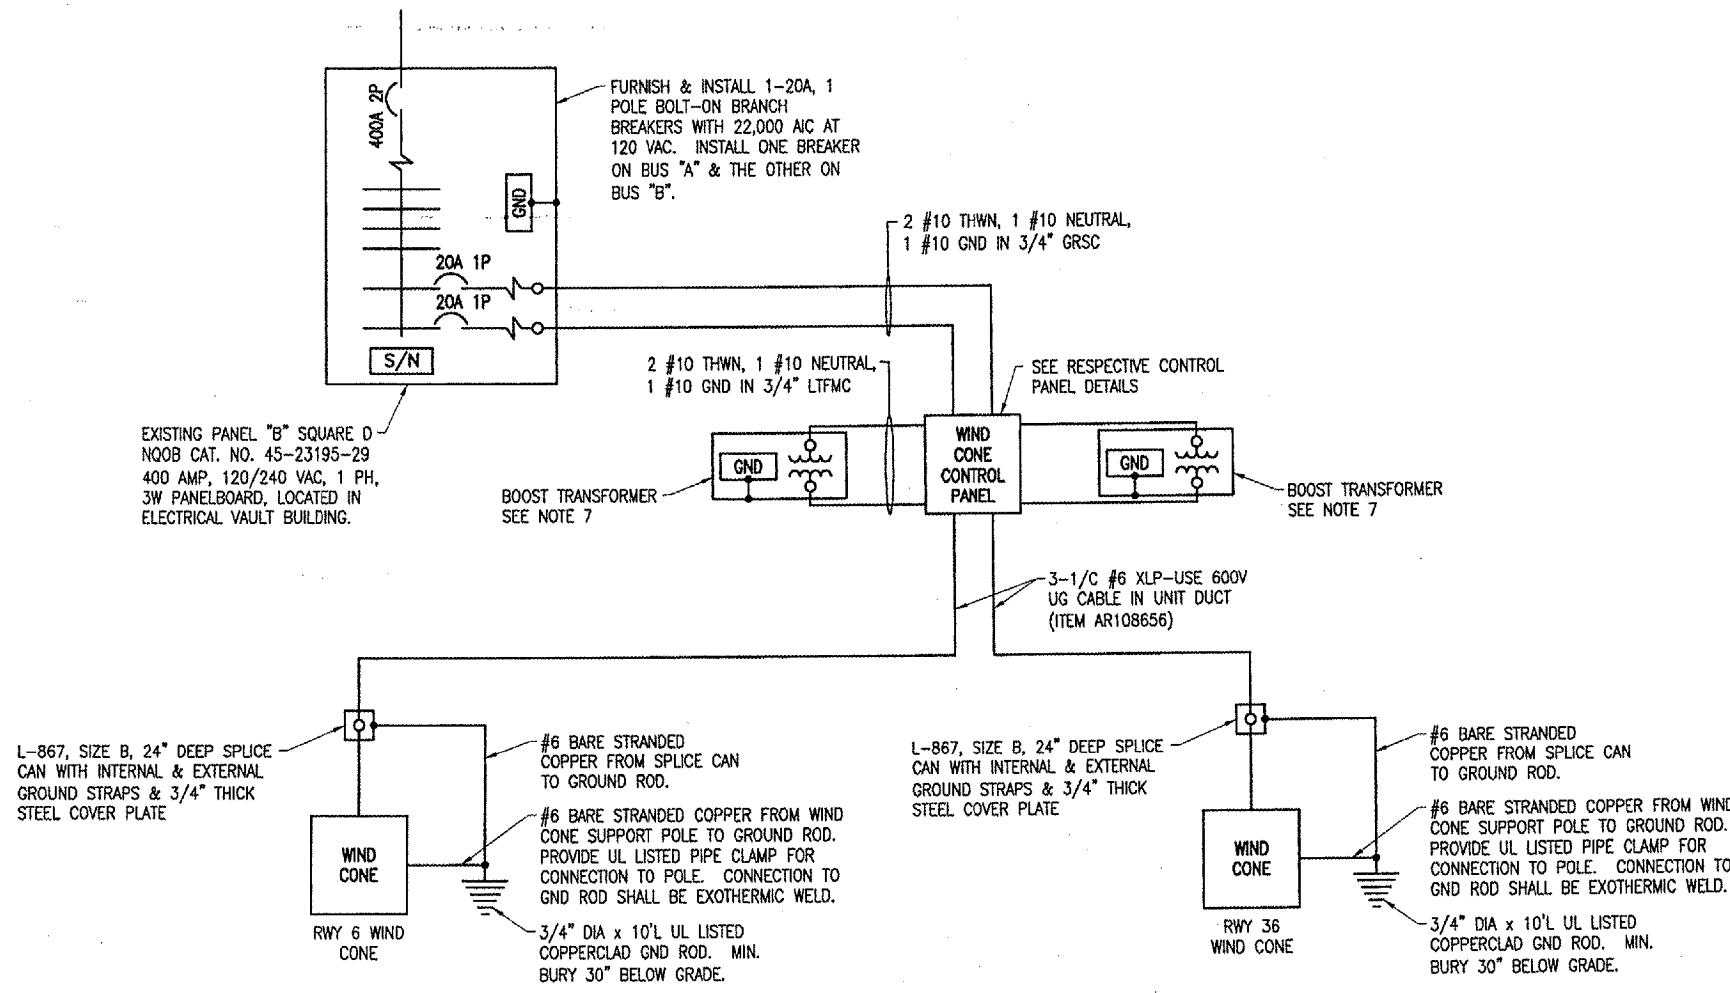 400A 2P
FURNISH & INSTALL 1-20A, 1
POLE BOLT-ON BRANCH
BREAKERS WITH 22,000 AIC AT
120 VAC. INSTALL ONE BREAKER
ON BUS "A" & THE OTHER ON
BUS "B".
GND
20A 1P
20A 1P
S/N
2 #10 THWN, 1 #10 NEUTRAL,
1 #10 GND IN 3/4" GRSC
2 #10 THWN, 1 #10 NEUTRAL,
1 #10 GND IN 3/4" LTFMC
SEE RESPECTIVE CONTROL
PANEL DETAILS
EXISTING PANEL "B" SQUARE D
NQOB CAT. NO. 45-23195-29
400 AMP, 120/240 VAC, 1 PH,
3W PANELBOARD, LOCATED IN
ELECTRICAL VAULT BUILDING.
GND
BOOST TRANSFORMER
SEE NOTE 7
WIND
CONE
CONTROL
PANEL
GND
BOOST TRANSFORMER
SEE NOTE 7
3-1/C #6 XLP-USE 600V
UG CABLE IN UNIT DUCT
(ITEM AR108656)
L-867, SIZE B, 24" DEEP SPLICE
CAN WITH INTERNAL & EXTERNAL
GROUND STRAPS & 3/4" THICK
STEEL COVER PLATE
#6 BARE STRANDED
COPPER FROM SPLICE CAN
TO GROUND ROD.
#6 BARE STRANDED COPPER FROM WIND
CONE SUPPORT POLE TO GROUND ROD.
PROVIDE UL LISTED PIPE CLAMP FOR
CONNECTION TO POLE. CONNECTION TO
GND ROD SHALL BE EXOTHERMIC WELD.
WIND
CONE
RWY 6 WIND
CONE
3/4" DIA x 10'L UL LISTED
COPPERCLAD GND ROD. MIN.
BURY 30" BELOW GRADE.
L-867, SIZE B, 24" DEEP SPLICE
CAN WITH INTERNAL & EXTERNAL
GROUND STRAPS & 3/4" THICK
STEEL COVER PLATE
#6 BARE STRANDED
COPPER FROM SPLICE CAN
TO GROUND ROD.
#6 BARE STRANDED COPPER FROM WIND
CONE SUPPORT POLE TO GROUND ROD.
PROVIDE UL LISTED PIPE CLAMP FOR
CONNECTION TO POLE. CONNECTION TO
GND ROD SHALL BE EXOTHERMIC WELD.
WIND
CONE
RWY 36
WIND CONE
3/4" DIA x 10'L UL LISTED
COPPERCLAD GND ROD. MIN.
BURY 30" BELOW GRADE.